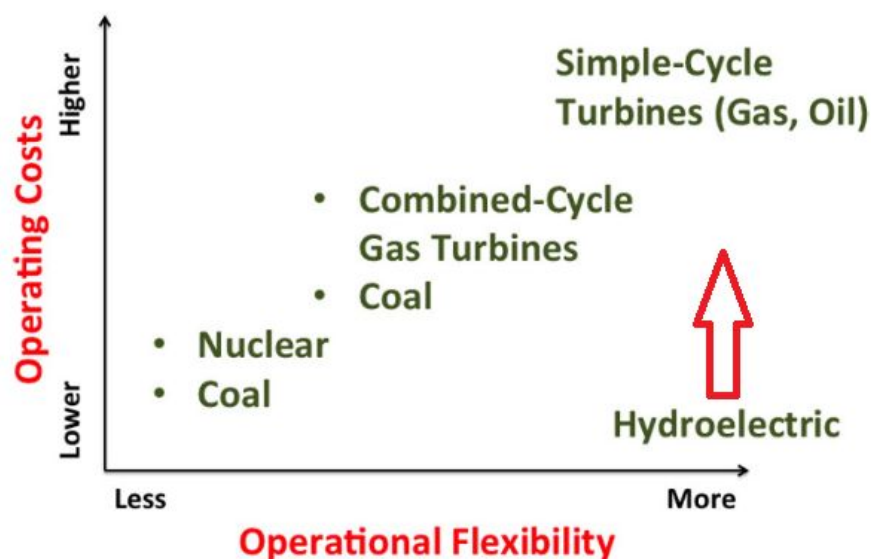 Higher
Operating Costs
Lower
Simple-Cycle
Turbines (Gas, Oil)
• Combined-Cycle
Gas Turbines
• Coal
• Nuclear
• Coal
Hydroelectric
Less
More
Operational Flexibility